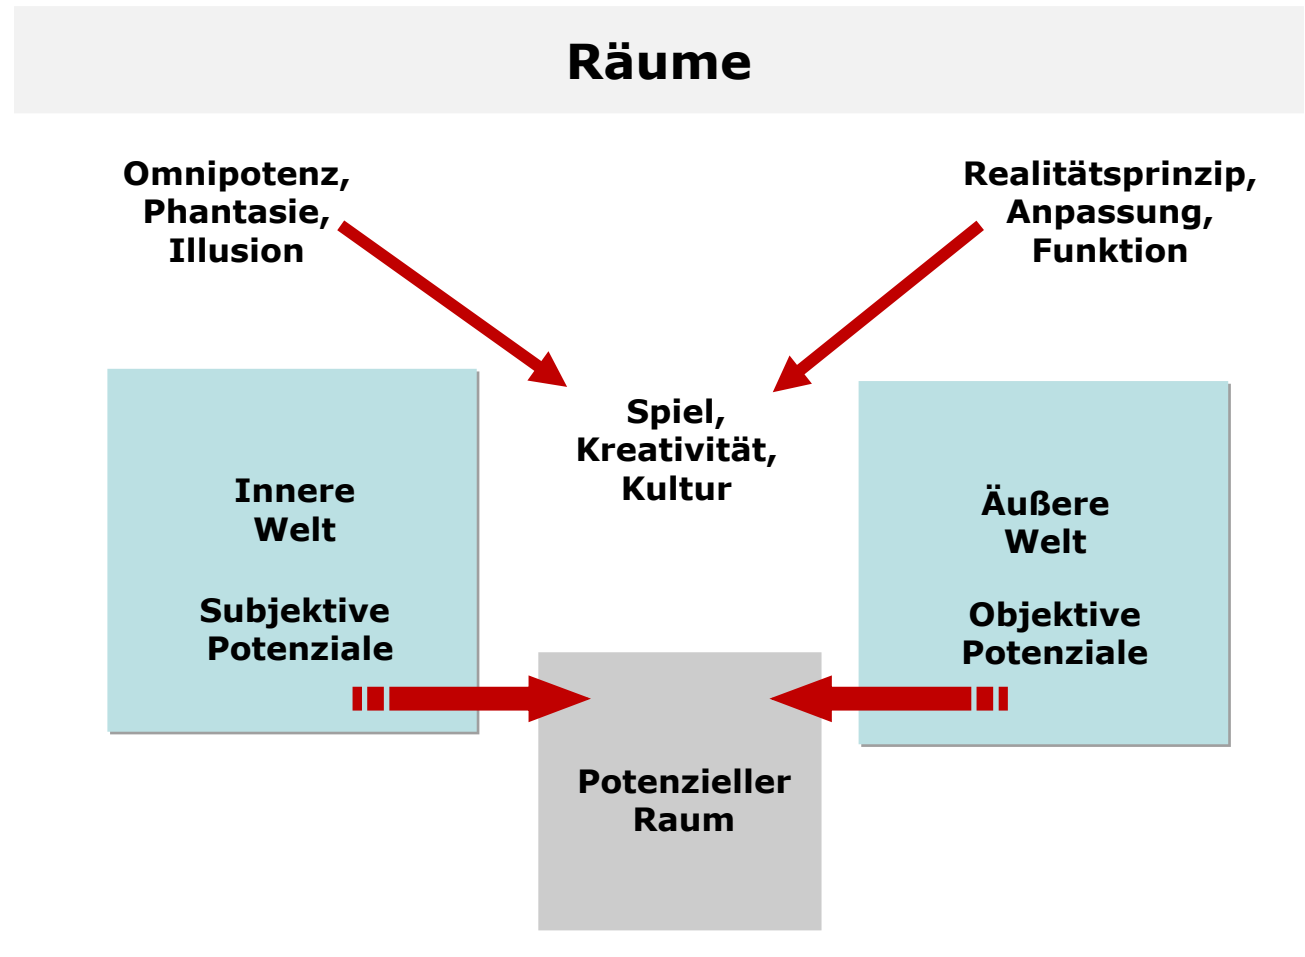 Räume
Omnipotenz,
Phantasie,
Illusion
Realitätsprinzip,
Anpassung,
Funktion
Spiel,
Kreativität,
Kultur
Innere
Welt
Subjektive
Potenziale
Äußere
Welt
Objektive
Potenziale
Potenzieller
Raum